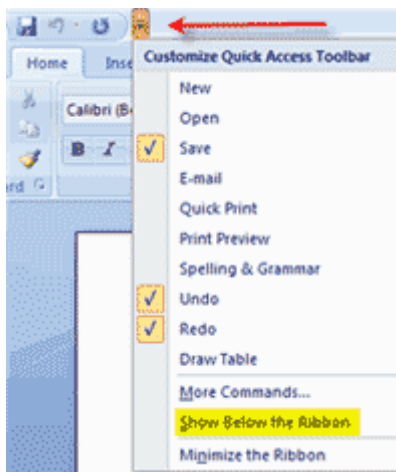 Home Inse
Customize Quick Access Toolbar
New
Calibri (B
Open
B I
Save
E-mail
rd
Quick Print
Print Preview
Spelling & Grammar
Undo
Redo
Draw Table
More Commands...
Show Below the Ribbon
Minimize the Ribbon